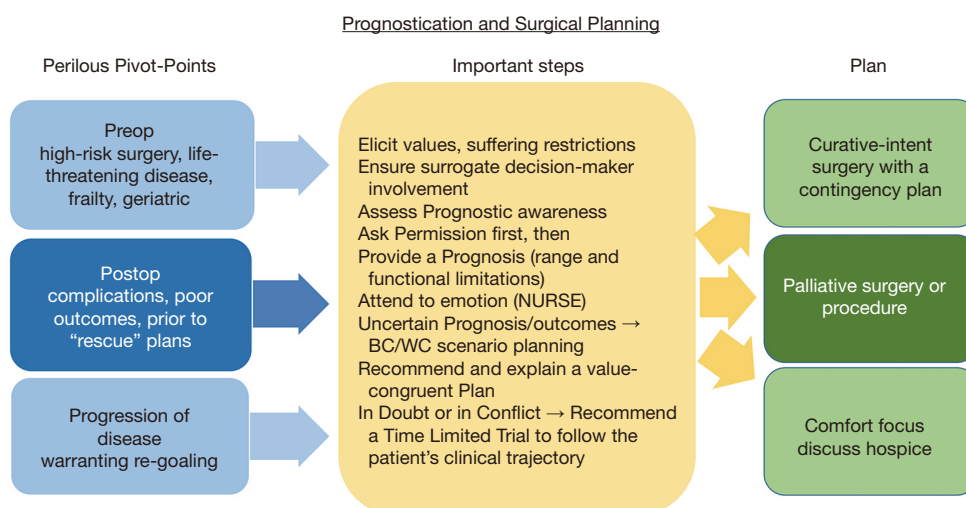 Prognostication and Surgical Planning
Perilous Pivot-Points
Important steps
Plan
Preop
high-risk surgery, life-
threatening disease,
frailty, geriatric
Postop
complications, poor
outcomes, prior to
“rescue” plans
Progression of
disease
warranting re-goaling
Elicit values, suffering restrictions
Ensure surrogate decision-maker
involvement
Assess Prognostic awareness
Ask Permission first, then
Provide a Prognosis (range and
functional limitations)
Attend to emotion (NURSE)
Uncertain Prognosis/outcomes →
BC/WC scenario planning
Recommend and explain a value-
congruent Plan
In Doubt or in Conflict → Recommend
a Time Limited Trial to follow the
patient’s clinical trajectory
Curative-intent
surgery with a
contingency plan
Palliative surgery or
procedure
Comfort focus
discuss hospice